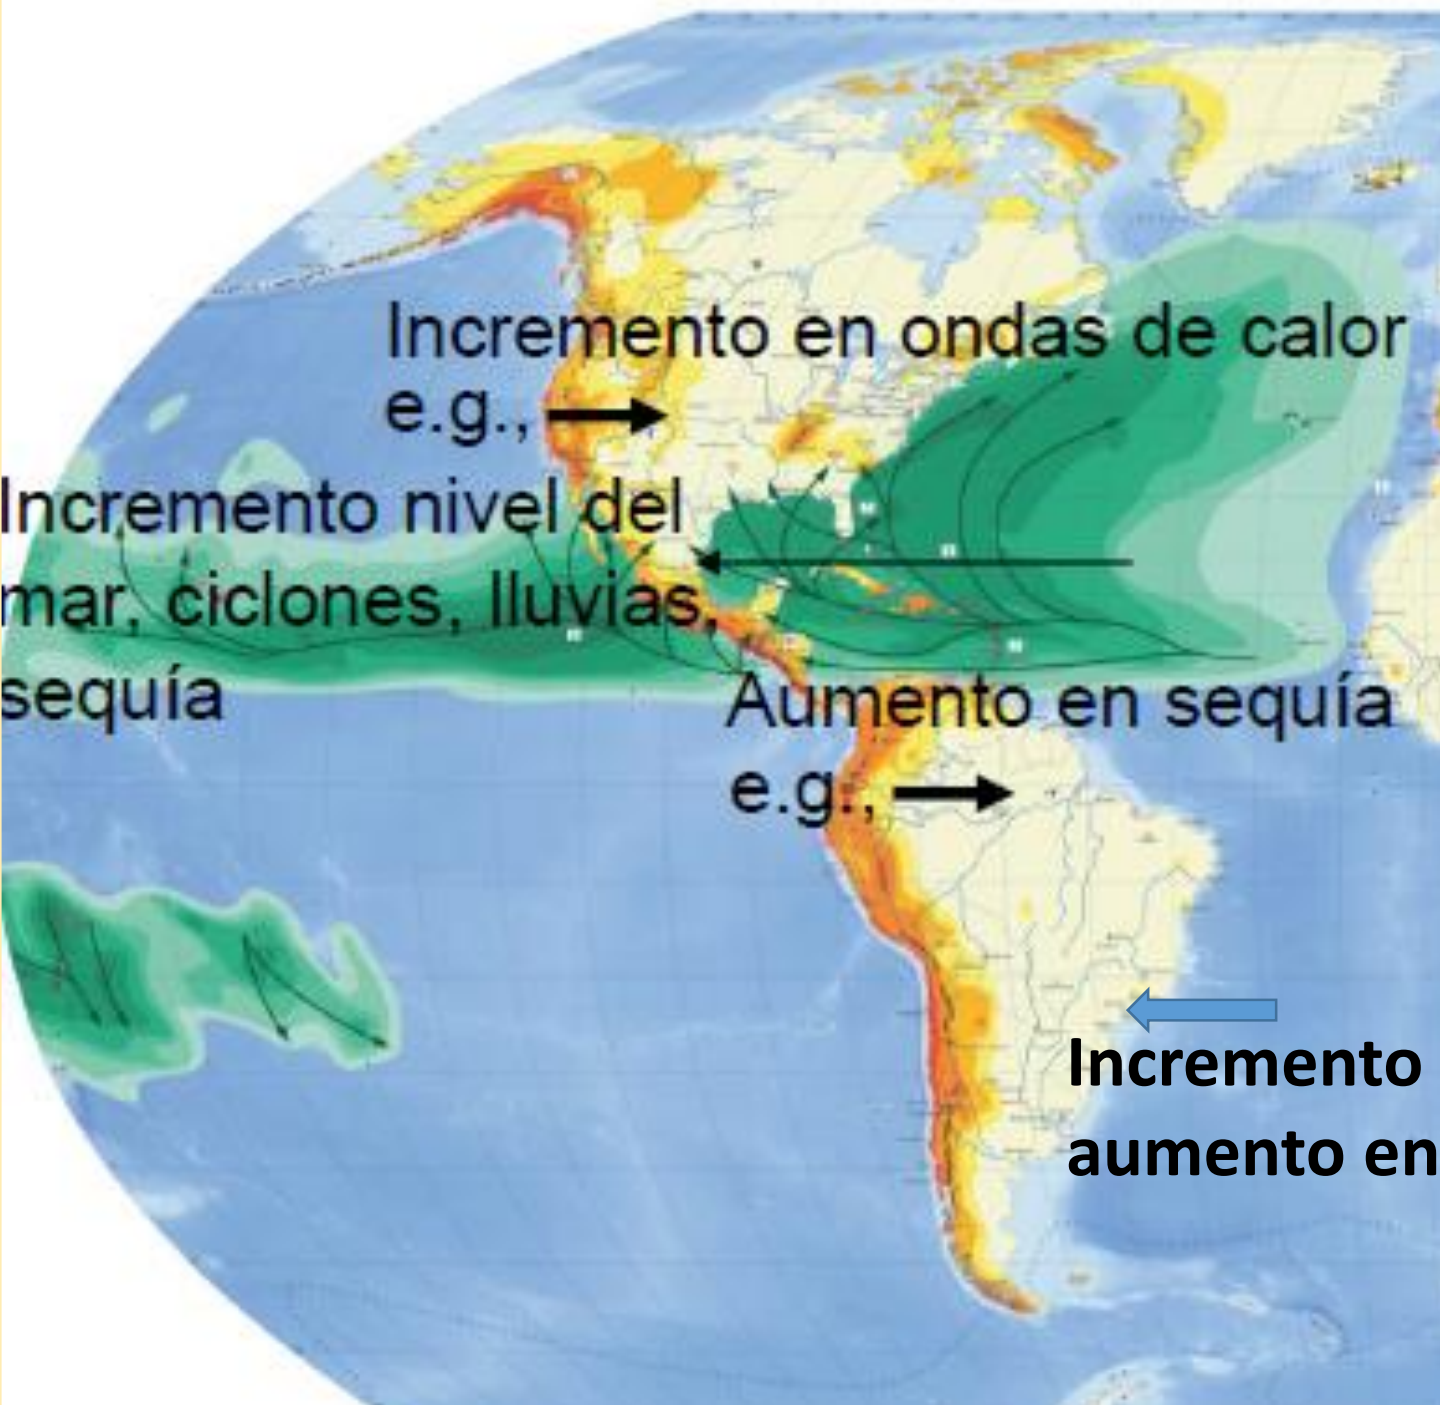 Incremento en ondas de calor
e.g.,
Incremento nivel del
mar, ciclones, lluvias,
sequía
Aumento en sequía
e.g.,
Incremento
aumento en